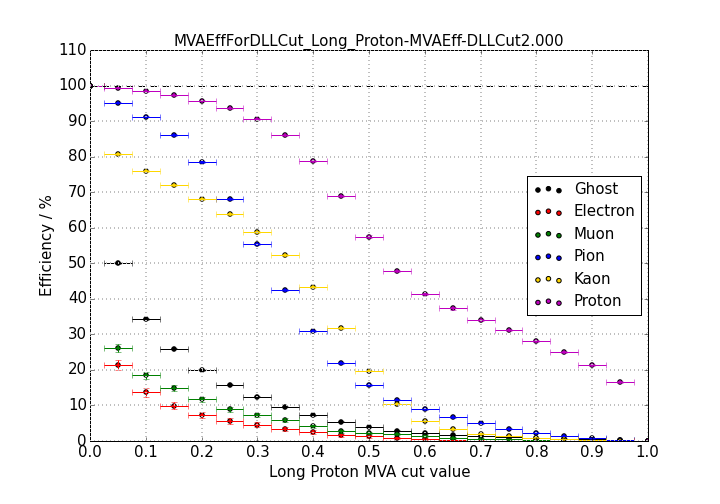 MVAEffForDLLCut_Long_Proton-MVAEff-DLLCut2.000
110
100
90
80
70
60
50
40
30
20
10
0
Efficiency / %
Ghost
Electron
Muon
Pion
Kaon
Proton
0.0 0.1 0.2 0.3 0.4 0.5 0.6 0.7 0.8 0.9 1.0
Long Proton MVA cut value